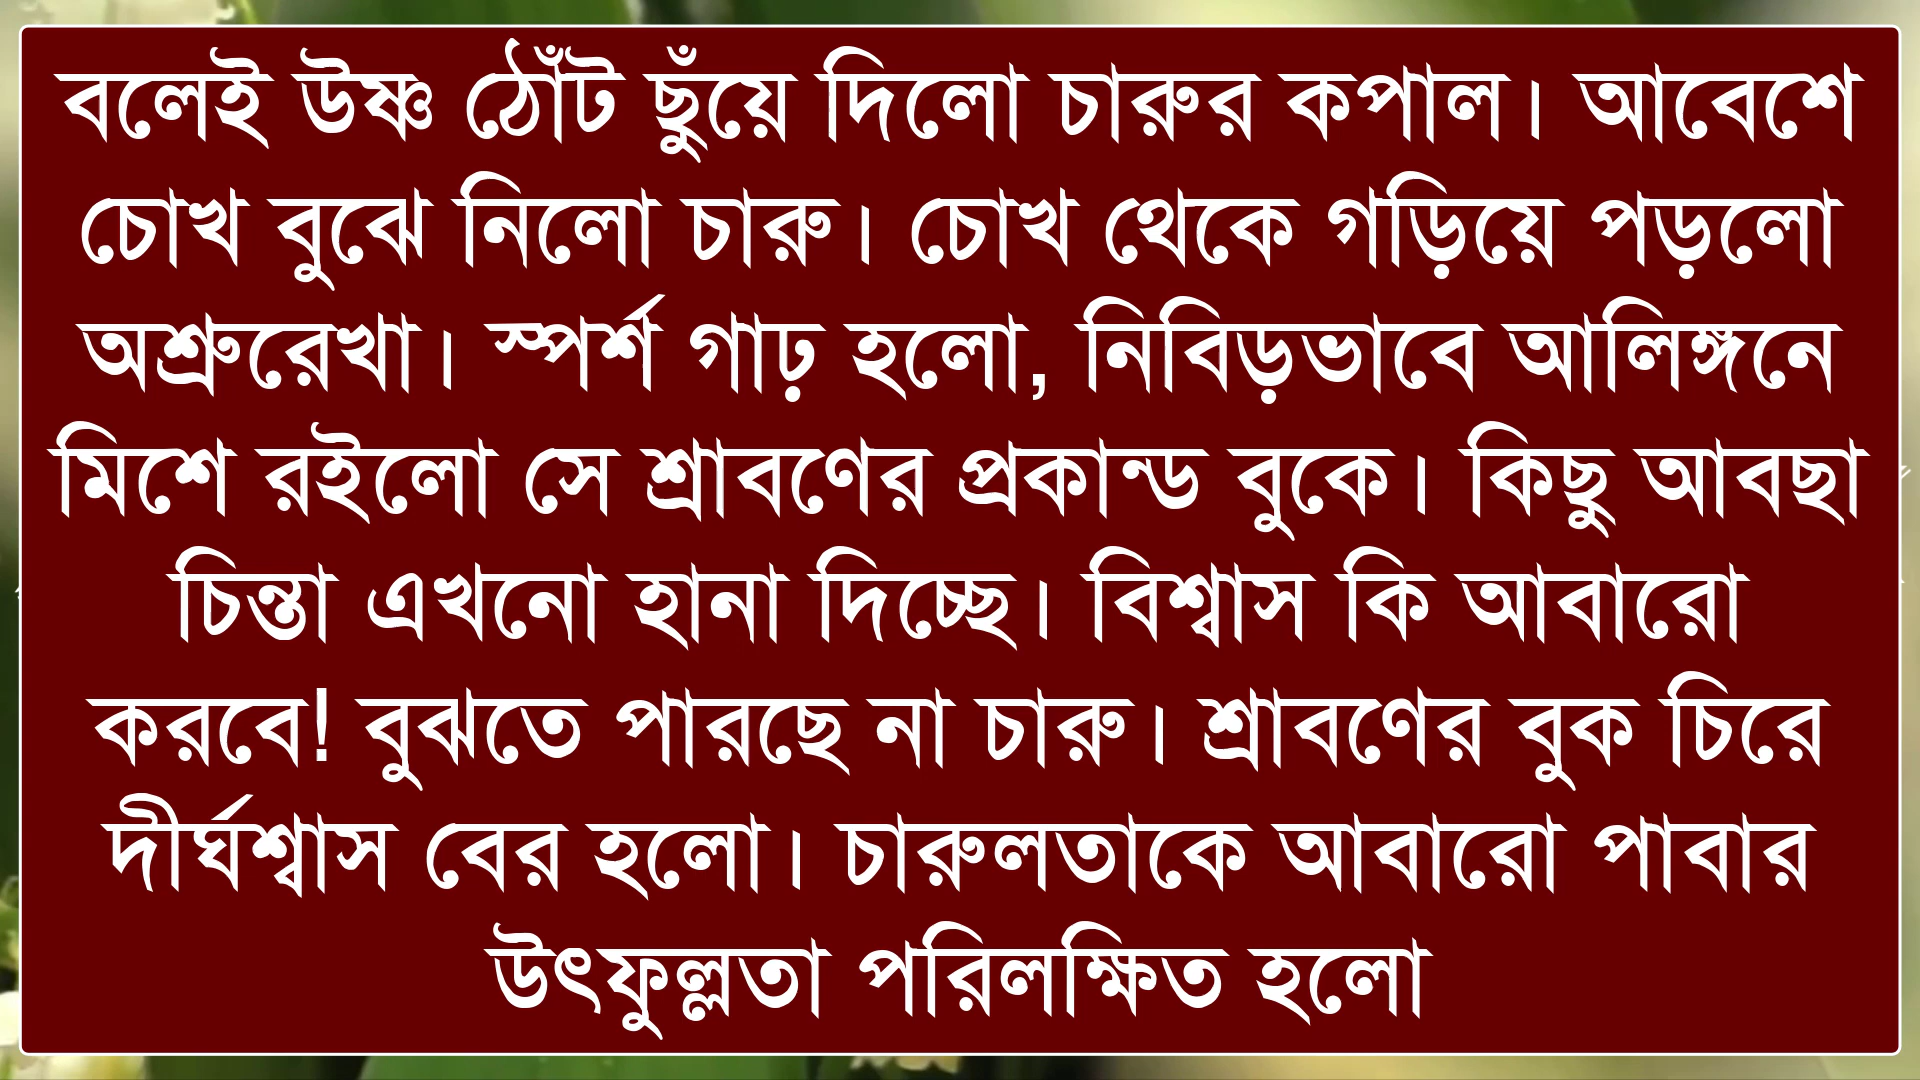 বলেই উষ্ণ ঠোঁট ছুঁয়ে দিলো চারুর কপাল। আবেশে
চোখ বুঝে নিলো চারু। চোখ থেকে গড়িয়ে পড়লো
অশ্রুরেখা। স্পর্শ গাঢ় হলো, নিবিড়ভাবে আলিঙ্গনে
মিশে রইলো সে শ্রাবণের প্রকান্ড বুকে। কিছু আবছা
চিন্তা এখনো হানা দিচ্ছে। বিশ্বাস কি আবারো
করবে! বুঝতে পারছে না চারু। শ্রাবণের বুক চিরে
দীর্ঘশ্বাস বের হলো। চারুলতাকে আবারো পাবার
উৎফুল্লতা পরিলক্ষিত হলো